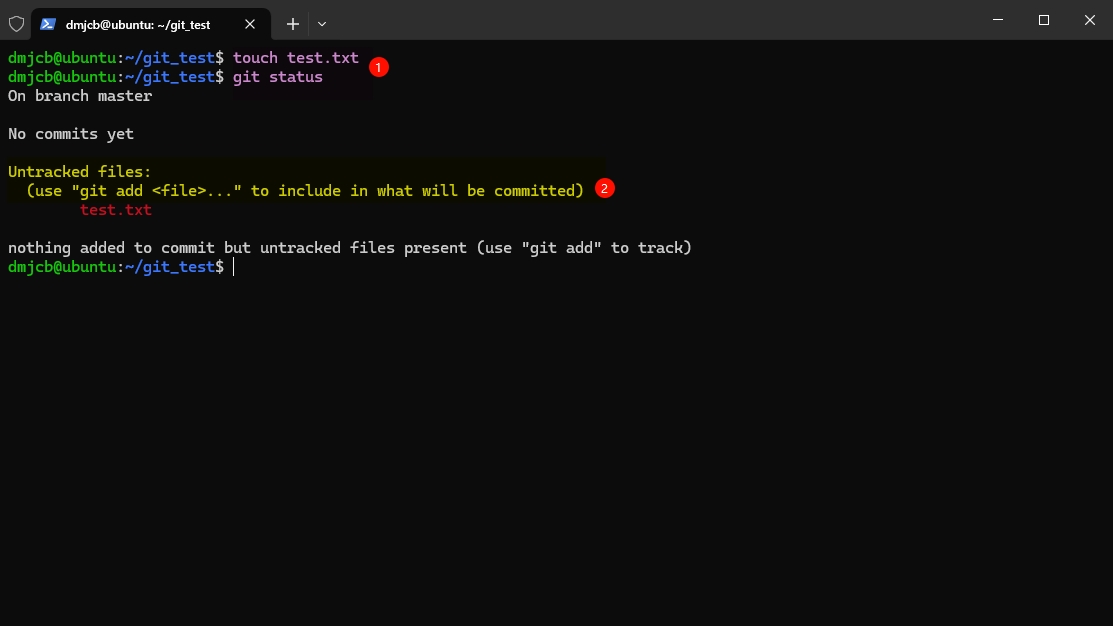 dmjcb@ubuntu: ~/git_test
dmjcb@ubuntu:~/git_test$ touch test.txt
1
dmjcb@ubuntu:~/git_test$ git status
On branch master
No commits yet
Untracked files:
(use "git add <file>..." to include in what will be committed)
2
test.txt
nothing added to commit but untracked files present (use "git add" to track)
dmjcb@ubuntu:~/git_test$